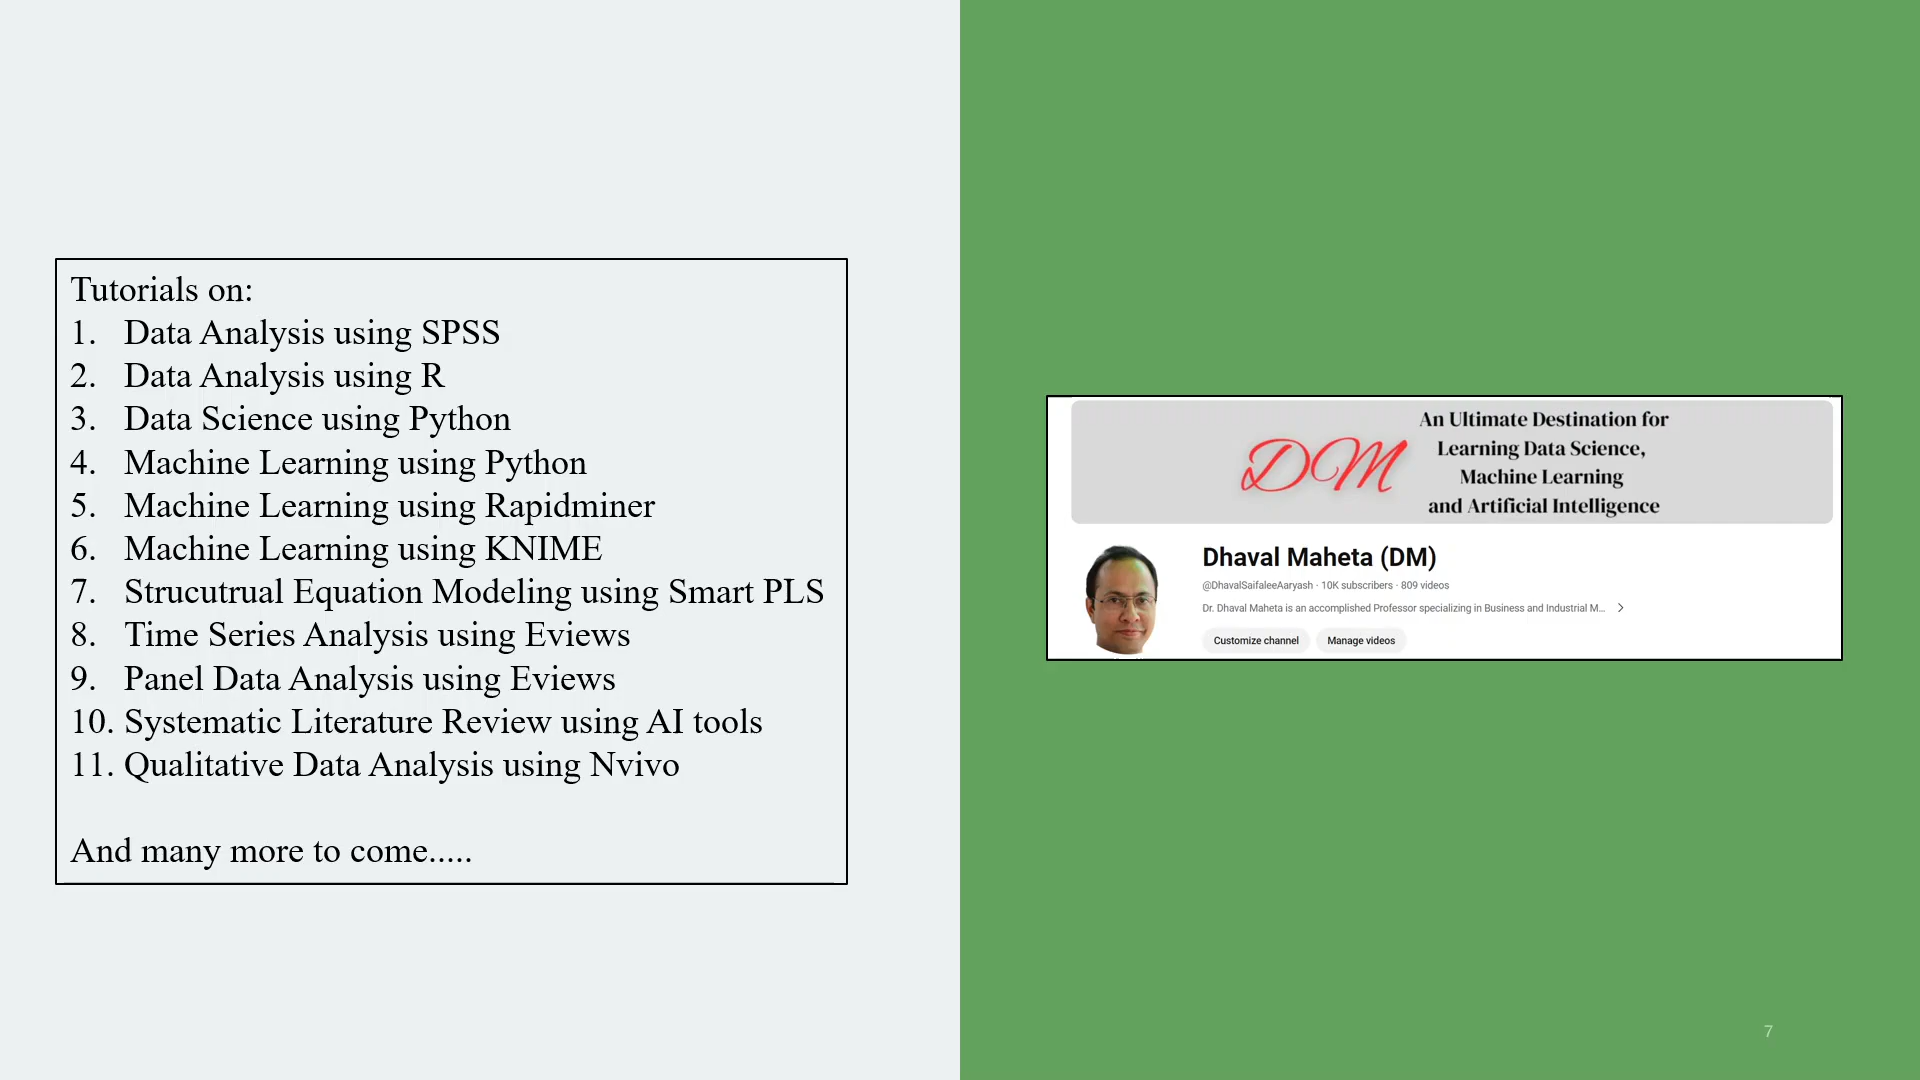 Tutorials on:
1. Data Analysis using SPSS
2. Data Analysis using R
3. Data Science using Python
4. Machine Learning using Python
5. Machine Learning using Rapidminer
6. Machine Learning using KNIME
7. Strucutrual Equation Modeling using Smart PLS
8. Time Series Analysis using Eviews
9. Panel Data Analysis using Eviews
10. Systematic Literature Review using AI tools
11. Qualitative Data Analysis using Nvivo
And many more to come.....
DM
An Ultimate Destination for
Learning Data Science,
Machine Learning
and Artificial Intelligence
Dhaval Maheta (DM)
@DhavalSaifaleeAaryash · 10K subscribers · 809 videos
Dr. Dhaval Maheta is an accomplished Professor specializing in Business and Industrial M...
Customize channel Manage videos
7